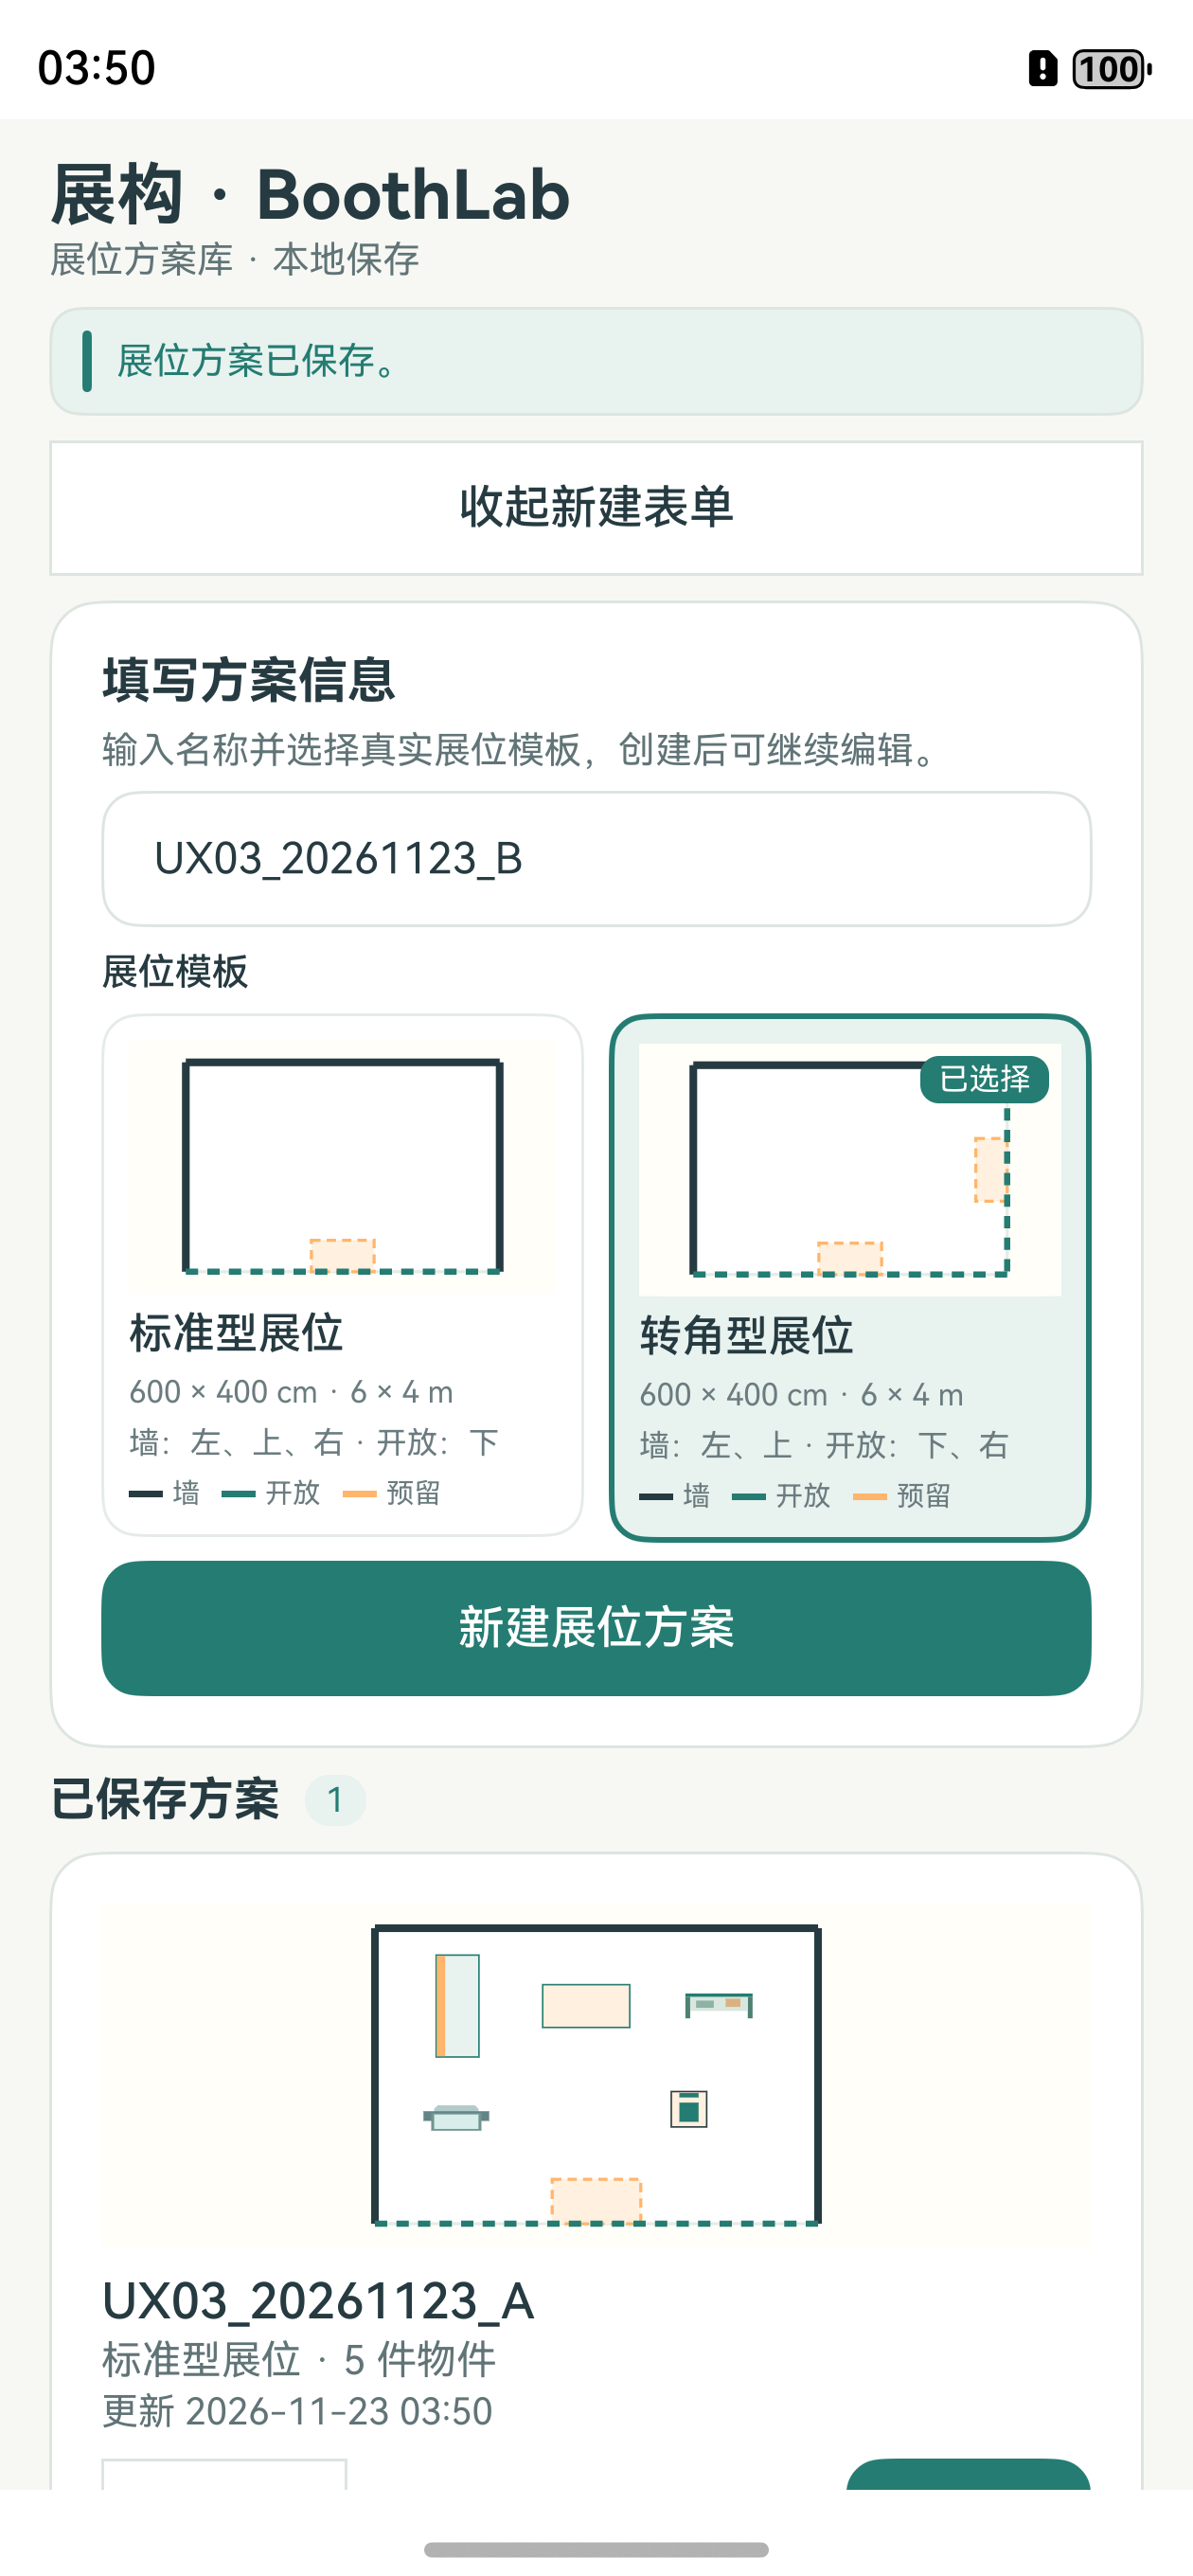 03:50
100
展构 · BoothLab
展位方案库 · 本地保存
展位方案已保存。
收起新建表单
填写方案信息
输入名称并选择真实展位模板，创建后可继续编辑。
UX03_20261123_B
展位模板
标准型展位
600 × 400 cm · 6 × 4 m
墙：左、上、右 · 开放：下
墙 开放 预留
已选择
转角型展位
600 × 400 cm · 6 × 4 m
墙：左、上 · 开放：下、右
墙 开放 预留
新建展位方案
已保存方案 1
UX03_20261123_A
标准型展位 · 5 件物件
更新 2026-11-23 03:50